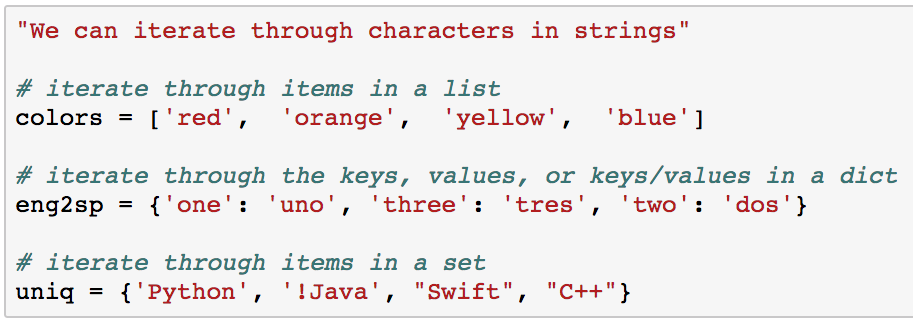 "We can iterate through characters in strings"
# iterate through items in a list
colors = ['red',  'orange',  'yellow',  'blue']
# iterate through the keys, values, or keys/values in a dict
eng2sp = {'one': 'uno', 'three': 'tres', 'two': 'dos'}
# iterate through items in a set
uniq = {'Python', '!Java', "Swift", "C++"}